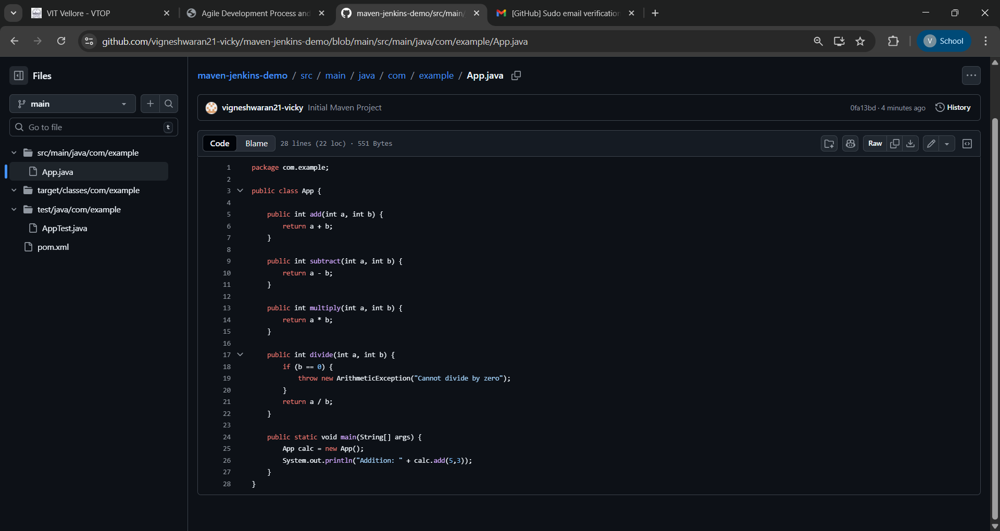 VIT Vellore - VTOP
Agile Development Process and
maven-jenkins-demo/src/main/
[GitHub] Sudo email verification
github.com/vigneshwaran21-vicky/maven-jenkins-demo/blob/main/src/main/java/com/example/App.java
V School
Files
maven-jenkins-demo / src / main / java / com / example / App.java
main
vigneshwaran21-vicky Initial Maven Project
0fa13bd · 4 minutes ago History
Go to file t
Code Blame 28 lines (22 loc) · 551 Bytes
Raw
src/main/java/com/example
App.java
target/classes/com/example
test/java/com/example
AppTest.java
pom.xml
1 package com.example;
2
3 public class App {
4
5 public int add(int a, int b) {
6 return a + b;
7 }
8
9 public int subtract(int a, int b) {
10 return a - b;
11 }
12
13 public int multiply(int a, int b) {
14 return a * b;
15 }
16
17 public int divide(int a, int b) {
18 if (b == 0) {
19 throw new ArithmeticException("Cannot divide by zero");
20 }
21 return a / b;
22 }
23
24 public static void main(String[] args) {
25 App calc = new App();
26 System.out.println("Addition: " + calc.add(5,3));
27 }
28 }